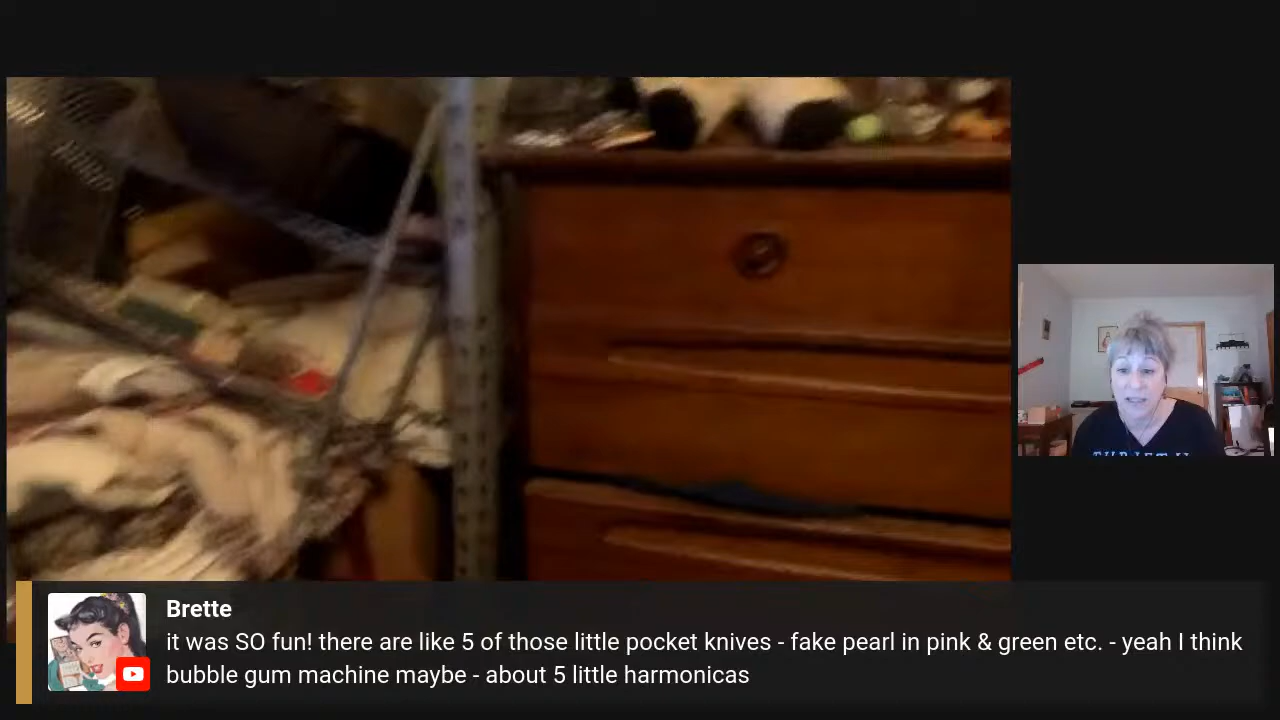 Brette
it was SO fun! there are like 5 of those little pocket knives - fake pearl in pink & green etc. - yeah I think
bubble gum machine maybe - about 5 little harmonicas